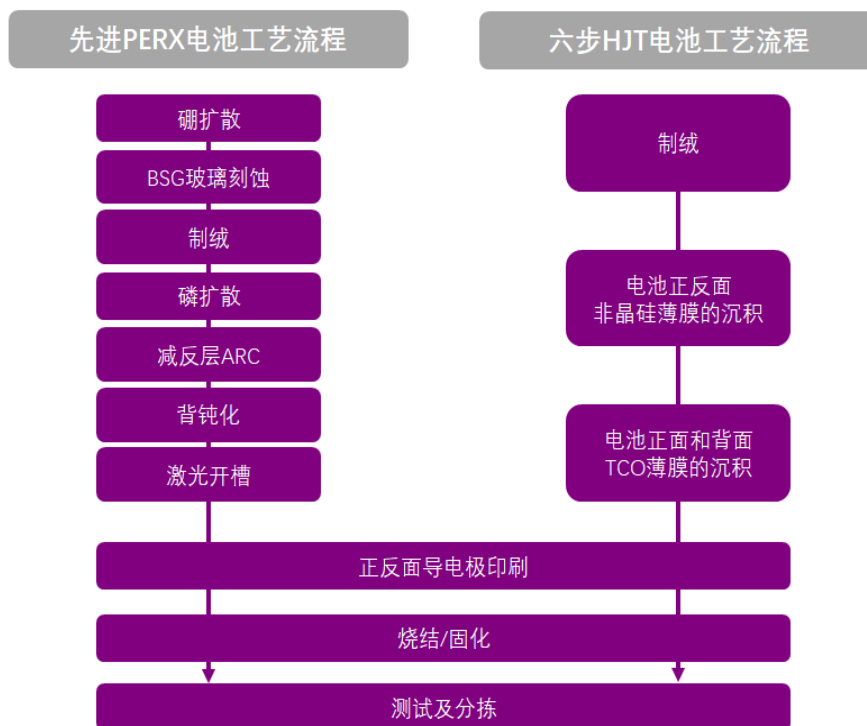 先进PERX电池工艺流程
六步HJT电池工艺流程
硼扩散
BSG玻璃刻蚀
制绒
磷扩散
减反层ARC
背钝化
激光开槽
制绒
电池正反面
非晶硅薄膜的沉积
电池正面和背面
TCO薄膜的沉积
正反面导电极印刷
烧结/固化
测试及分拣